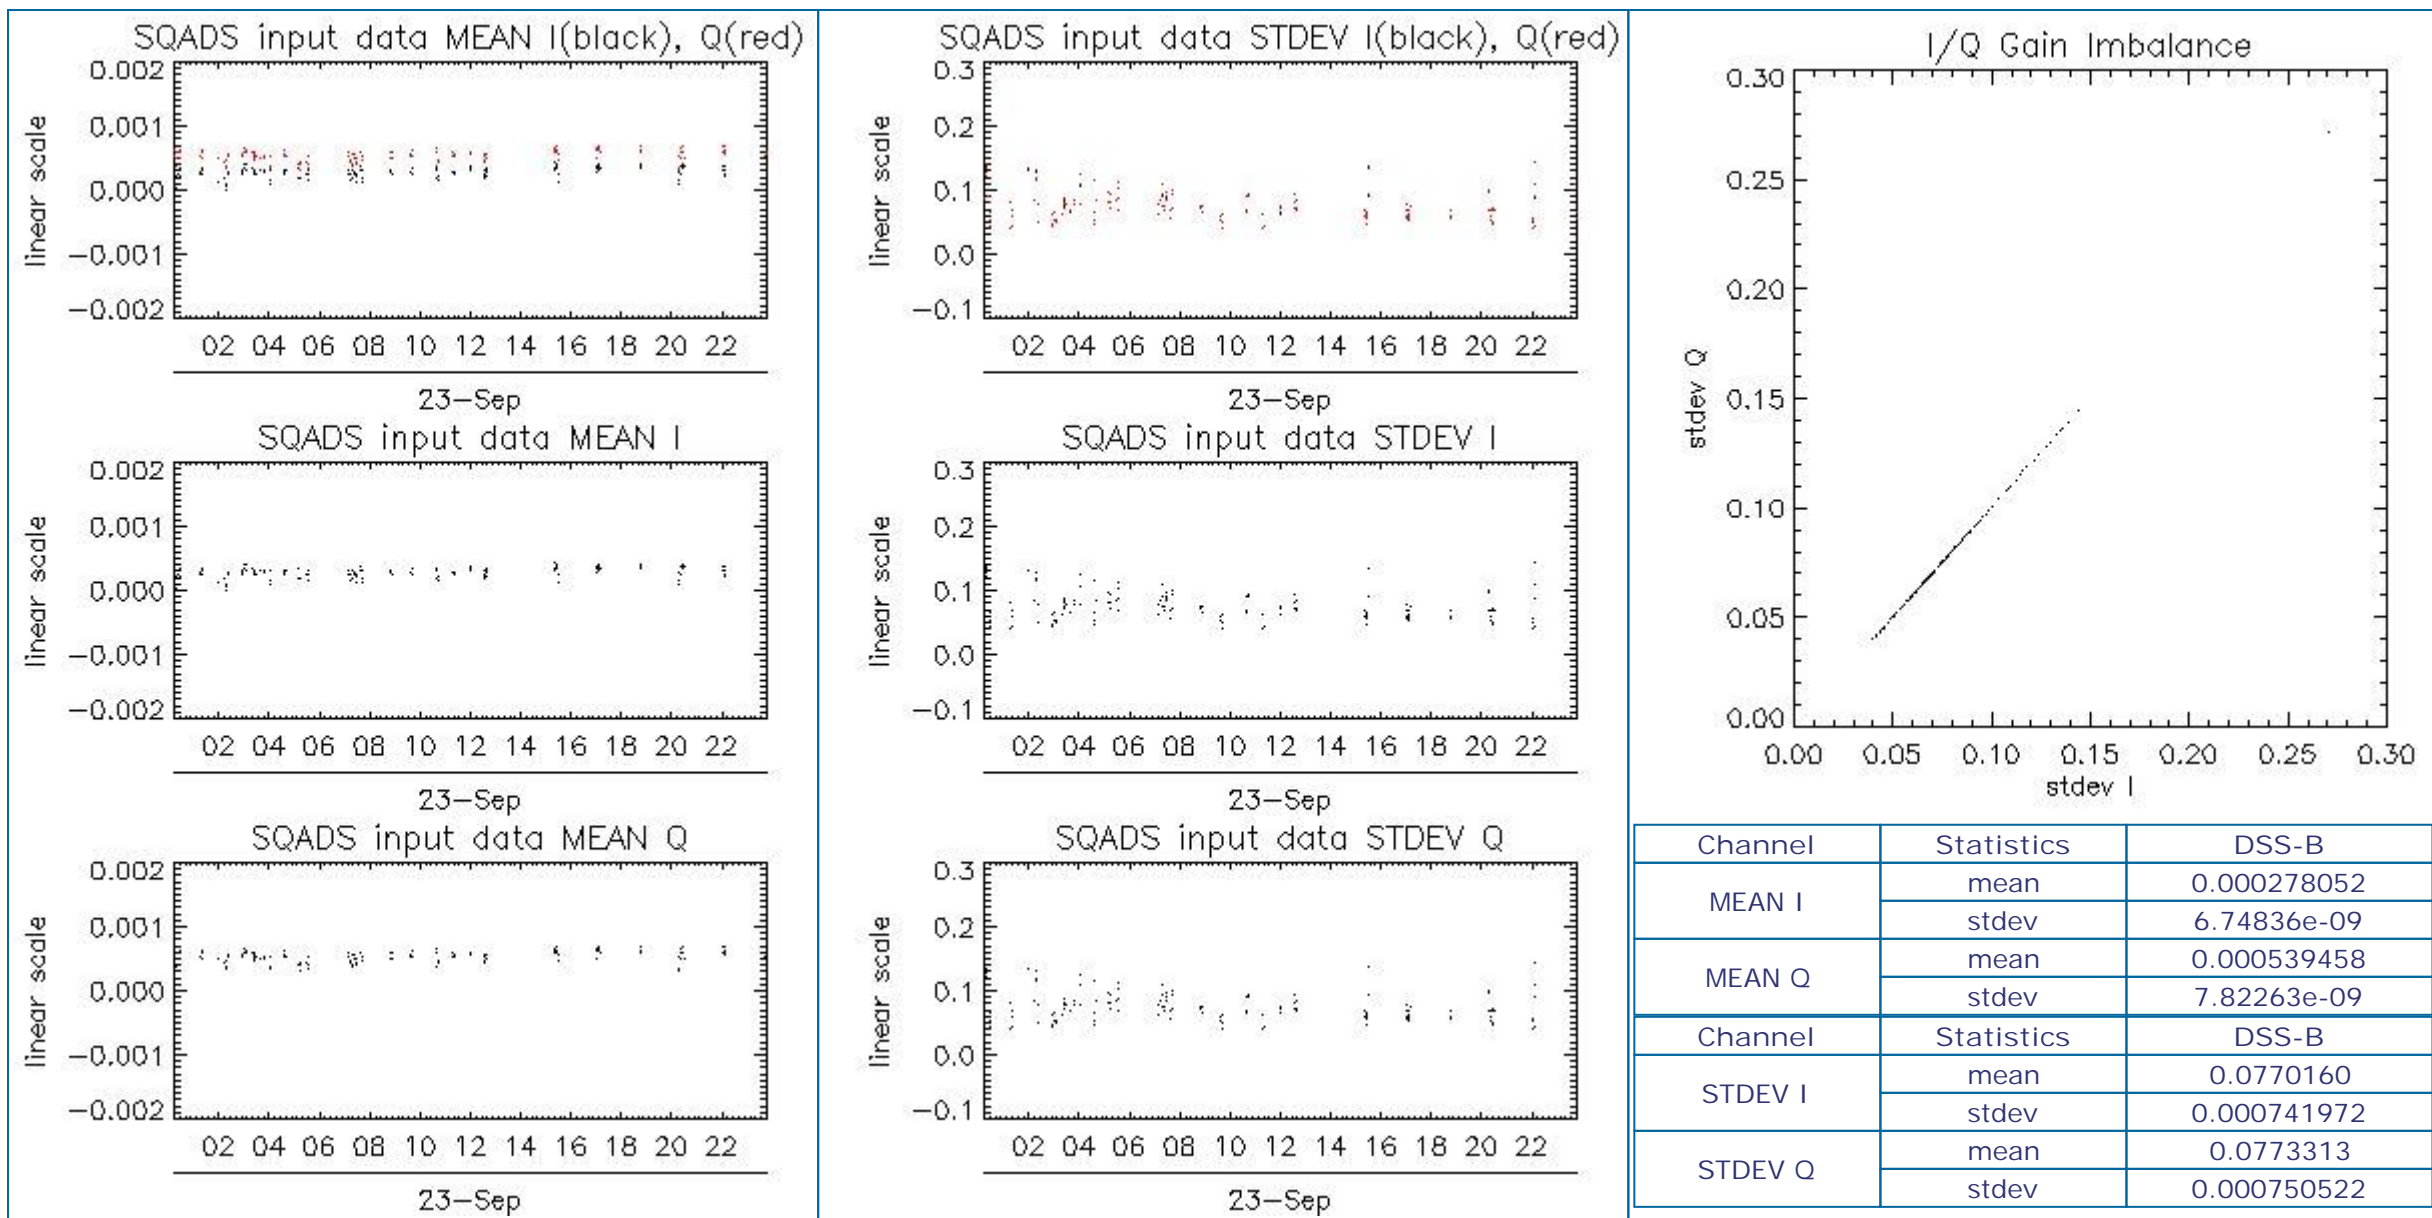 SQADS input data MEAN I(black), Q(red)
0.002
0.001
0.000
-0.001
-0.002
linear scale
02 04 06 08 10 12 14 16 18 20 22
23-Sep
SQADS input data MEAN I
0.002
0.001
0.000
-0.001
-0.002
linear scale
02 04 06 08 10 12 14 16 18 20 22
23-Sep
SQADS input data MEAN Q
0.002
0.001
0.000
-0.001
-0.002
linear scale
02 04 06 08 10 12 14 16 18 20 22
23-Sep
SQADS input data STDEV I(black), Q(red)
0.3
0.2
0.1
0.0
-0.1
linear scale
02 04 06 08 10 12 14 16 18 20 22
23-Sep
SQADS input data STDEV I
0.3
0.2
0.1
0.0
-0.1
linear scale
02 04 06 08 10 12 14 16 18 20 22
23-Sep
SQADS input data STDEV Q
0.3
0.2
0.1
0.0
-0.1
linear scale
02 04 06 08 10 12 14 16 18 20 22
23-Sep
I/Q Gain Imbalance
0.30
0.25
0.20
0.15
0.10
0.05
0.00
stdev Q
0.00 0.05 0.10 0.15 0.20 0.25 0.30
stdev I
Channel Statistics DSS-B
MEAN I mean 0.000278052
stdev 6.74836e-09
MEAN Q mean 0.000539458
stdev 7.82263e-09
Channel Statistics DSS-B
STDEV I mean 0.0770160
stdev 0.000741972
STDEV Q mean 0.0773313
stdev 0.000750522